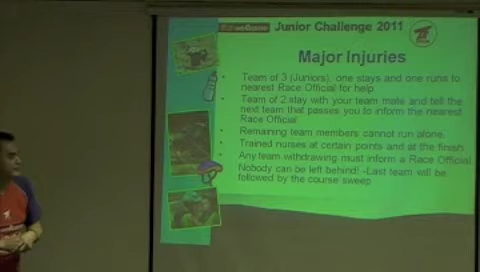 Junior Challenge 2011
Major Injuries
Team of 3 (Juniors), one stays and one runs to
nearest Race Official for help
Team of 2 stay with your team mate and tell the
next team that passes you to inform the nearest
Race Official
Remaining team members cannot run alone.
Trained nurses at certain points and at the finish
Any team withdrawing must inform a Race Official
Nobody can be left behind! -Last team will be
followed by the course sweep